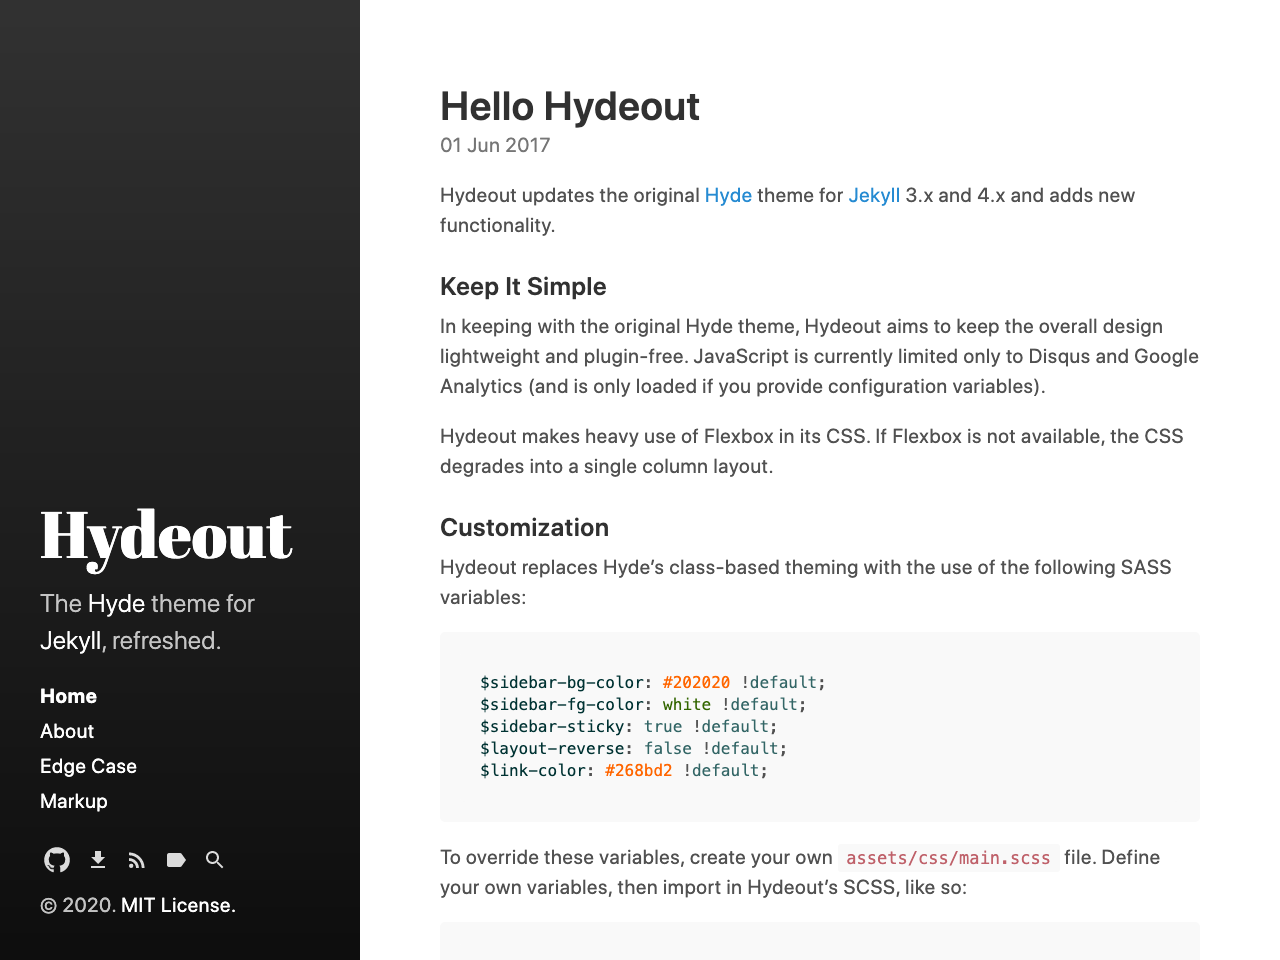 Hydeout
The Hyde theme for
Jekyll, refreshed.
Home
About
Edge Case
Markup
© 2020. MIT License.
Hello Hydeout
01 Jun 2017
Hydeout updates the original Hyde theme for Jekyll 3.x and 4.x and adds new
functionality.
Keep It Simple
In keeping with the original Hyde theme, Hydeout aims to keep the overall design
lightweight and plugin-free. JavaScript is currently limited only to Disqus and Google
Analytics (and is only loaded if you provide configuration variables).
Hydeout makes heavy use of Flexbox in its CSS. If Flexbox is not available, the CSS
degrades into a single column layout.
Customization
Hydeout replaces Hyde’s class-based theming with the use of the following SASS
variables:
$sidebar-bg-color: #202020 !default;
$sidebar-fg-color: white !default;
$sidebar-sticky: true !default;
$layout-reverse: false !default;
$link-color: #268bd2 !default;
To override these variables, create your own assets/css/main.scss file. Define
your own variables, then import in Hydeout’s SCSS, like so: